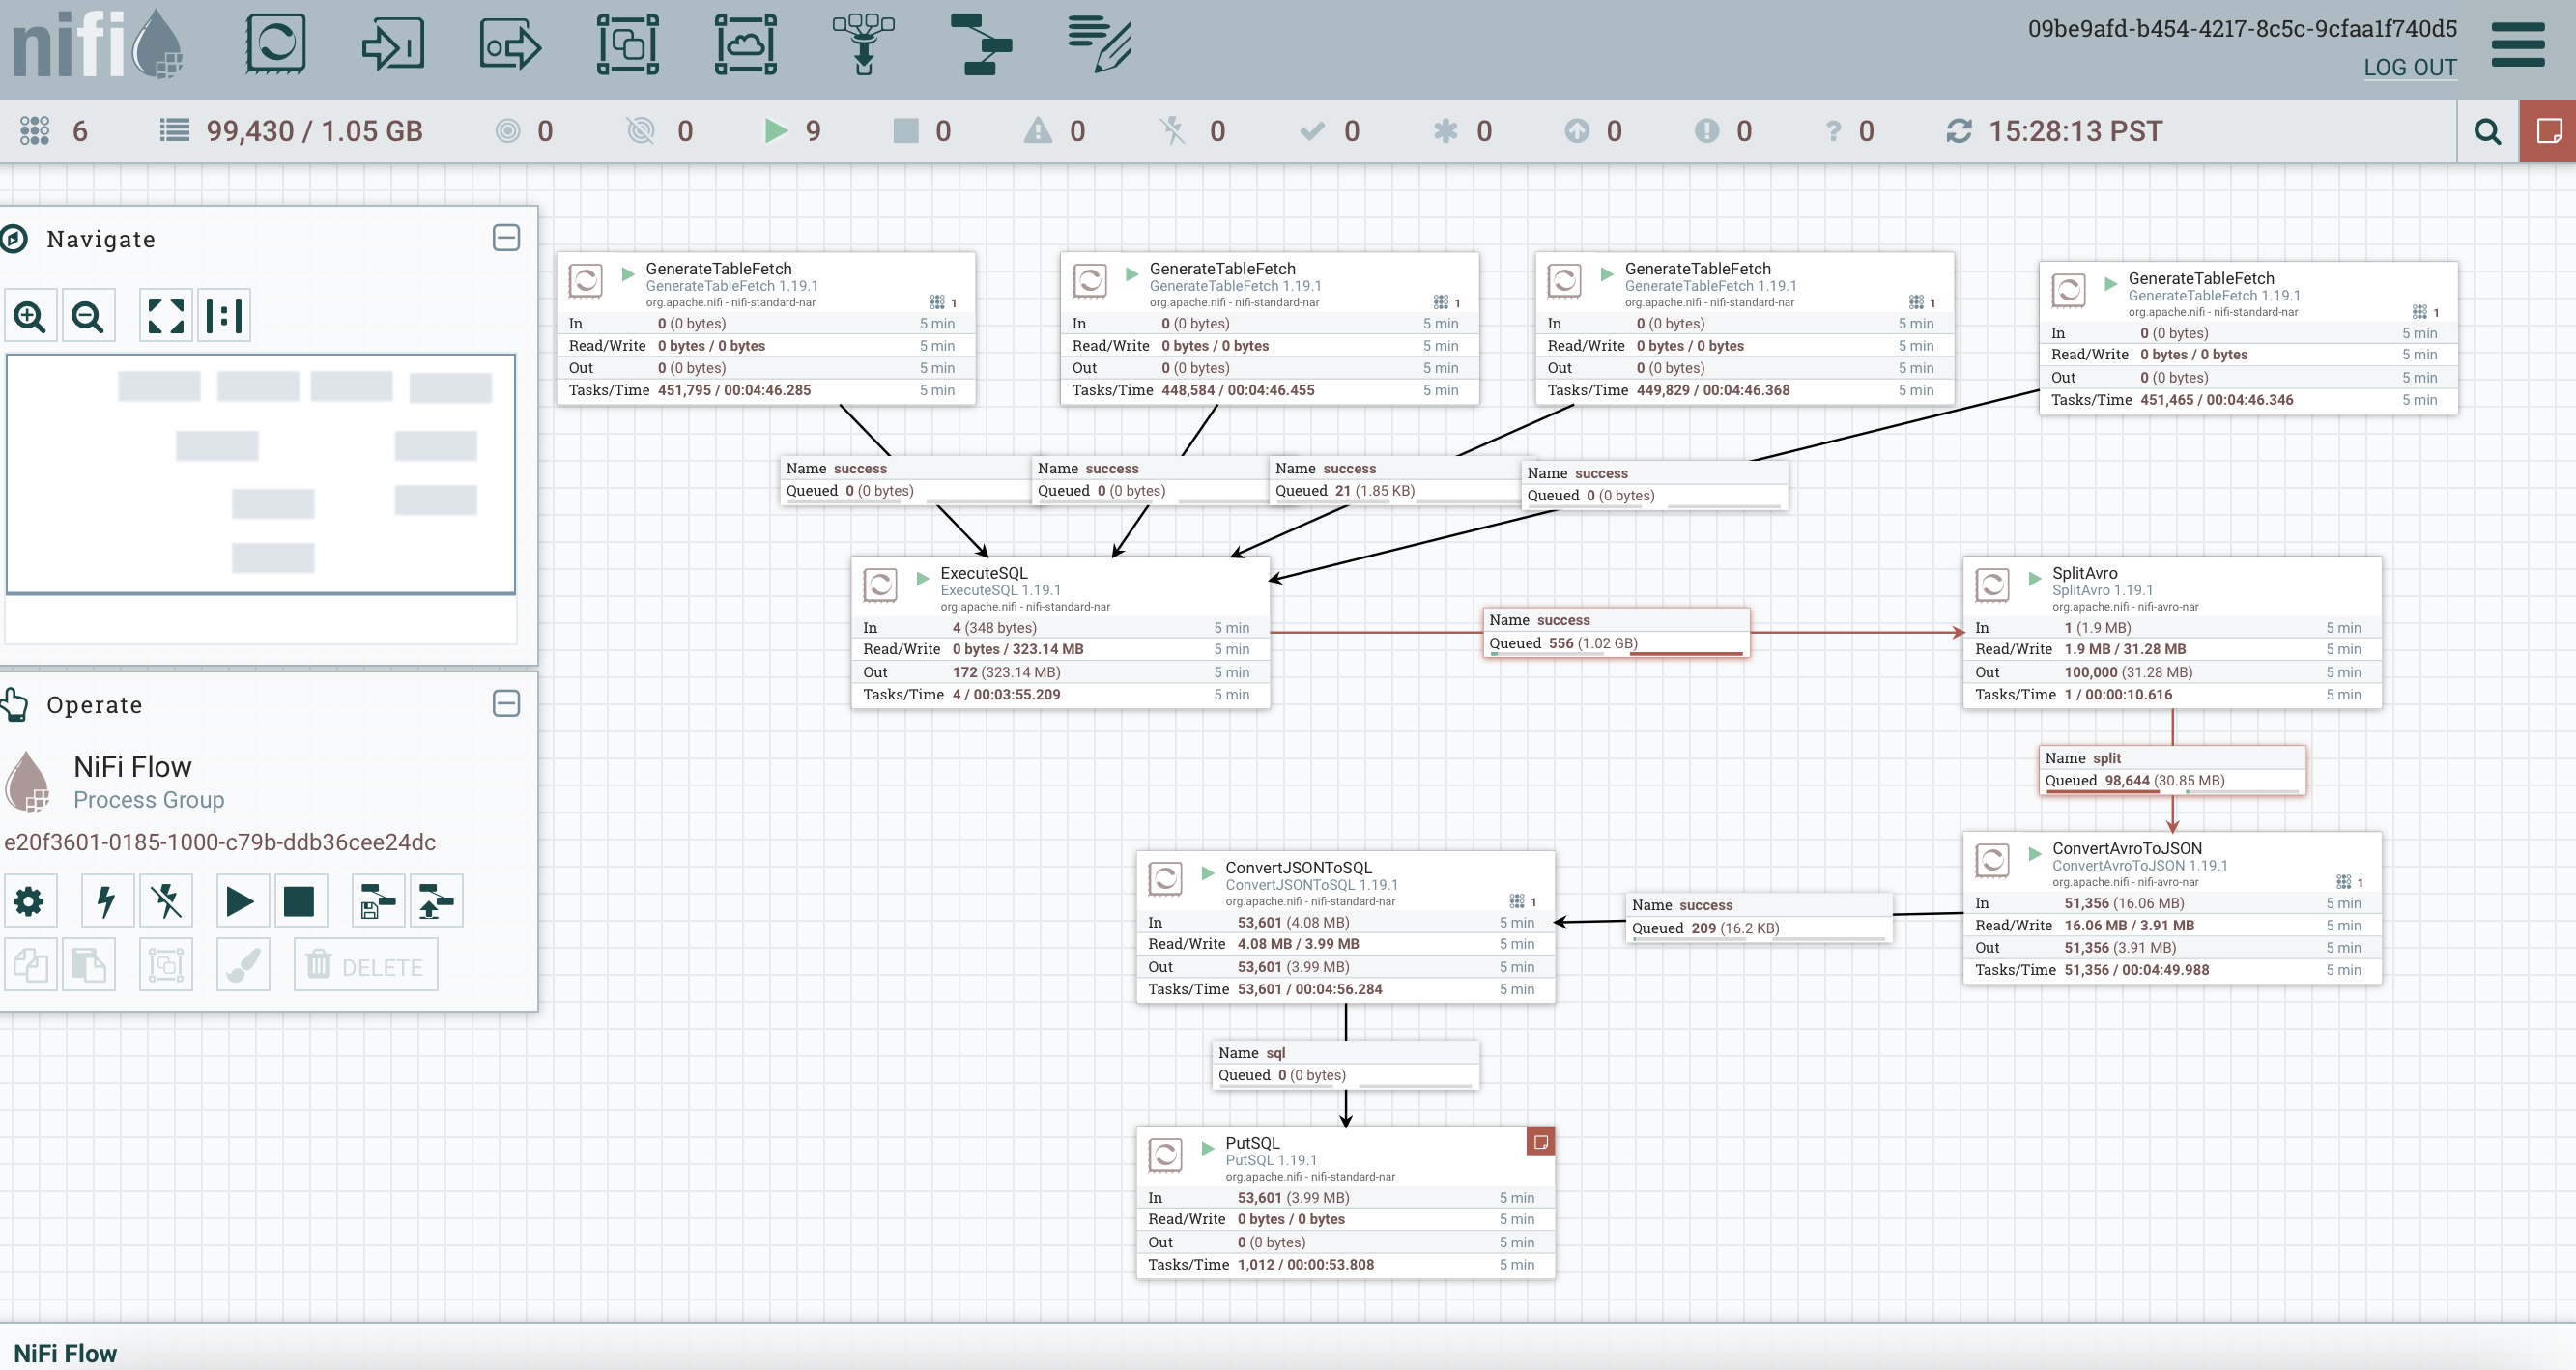 nifi
09be9afd-b454-4217-8c5c-9cfaa1f740d5
LOG OUT
6 99,430 / 1.05 GB 0 0 9 0 0 0 0 0 0 0 0 15:28:13 PST
Navigate
Operate
NiFi Flow
Process Group
e20f3601-0185-1000-c79b-ddb36cee24dc
DELETE
GenerateTableFetch
GenerateTableFetch 1.19.1
org.apache.nifi - nifi-standard-nar
1
In 0 (0 bytes) 5 min
Read/Write 0 bytes / 0 bytes 5 min
Out 0 (0 bytes) 5 min
Tasks/Time 451,795 / 00:04:46.285 5 min
GenerateTableFetch
GenerateTableFetch 1.19.1
org.apache.nifi - nifi-standard-nar
1
In 0 (0 bytes) 5 min
Read/Write 0 bytes / 0 bytes 5 min
Out 0 (0 bytes) 5 min
Tasks/Time 448,584 / 00:04:46.455 5 min
GenerateTableFetch
GenerateTableFetch 1.19.1
org.apache.nifi - nifi-standard-nar
1
In 0 (0 bytes) 5 min
Read/Write 0 bytes / 0 bytes 5 min
Out 0 (0 bytes) 5 min
Tasks/Time 449,829 / 00:04:46.368 5 min
GenerateTableFetch
GenerateTableFetch 1.19.1
org.apache.nifi - nifi-standard-nar
1
In 0 (0 bytes) 5 min
Read/Write 0 bytes / 0 bytes 5 min
Out 0 (0 bytes) 5 min
Tasks/Time 451,465 / 00:04:46.346 5 min
Name success
Queued 0 (0 bytes)
Name success
Queued 0 (0 bytes)
Name success
Queued 21 (1.85 KB)
Name success
Queued 0 (0 bytes)
ExecuteSQL
ExecuteSQL 1.19.1
org.apache.nifi - nifi-standard-nar
In 4 (348 bytes) 5 min
Read/Write 0 bytes / 323.14 MB 5 min
Out 172 (323.14 MB) 5 min
Tasks/Time 4 / 00:03:55.209 5 min
Name success
Queued 556 (1.02 GB)
SplitAvro
SplitAvro 1.19.1
org.apache.nifi - nifi-avro-nar
In 1 (1.9 MB) 5 min
Read/Write 1.9 MB / 31.28 MB 5 min
Out 100,000 (31.28 MB) 5 min
Tasks/Time 1 / 00:00:10.616 5 min
Name split
Queued 98,644 (30.85 MB)
ConvertAvroToJSON
ConvertAvroToJSON 1.19.1
org.apache.nifi - nifi-avro-nar
1
In 51,356 (16.06 MB) 5 min
Read/Write 16.06 MB / 3.91 MB 5 min
Out 51,356 (3.91 MB) 5 min
Tasks/Time 51,356 / 00:04:49.988 5 min
Name success
Queued 209 (16.2 KB)
ConvertJSONToSQL
ConvertJSONToSQL 1.19.1
org.apache.nifi - nifi-standard-nar
1
In 53,601 (4.08 MB) 5 min
Read/Write 4.08 MB / 3.99 MB 5 min
Out 53,601 (3.99 MB) 5 min
Tasks/Time 53,601 / 00:04:56.284 5 min
Name sql
Queued 0 (0 bytes)
PutSQL
PutSQL 1.19.1
org.apache.nifi - nifi-standard-nar
In 53,601 (3.99 MB) 5 min
Read/Write 0 bytes / 0 bytes 5 min
Out 0 (0 bytes) 5 min
Tasks/Time 1,012 / 00:00:53.808 5 min
NiFi Flow